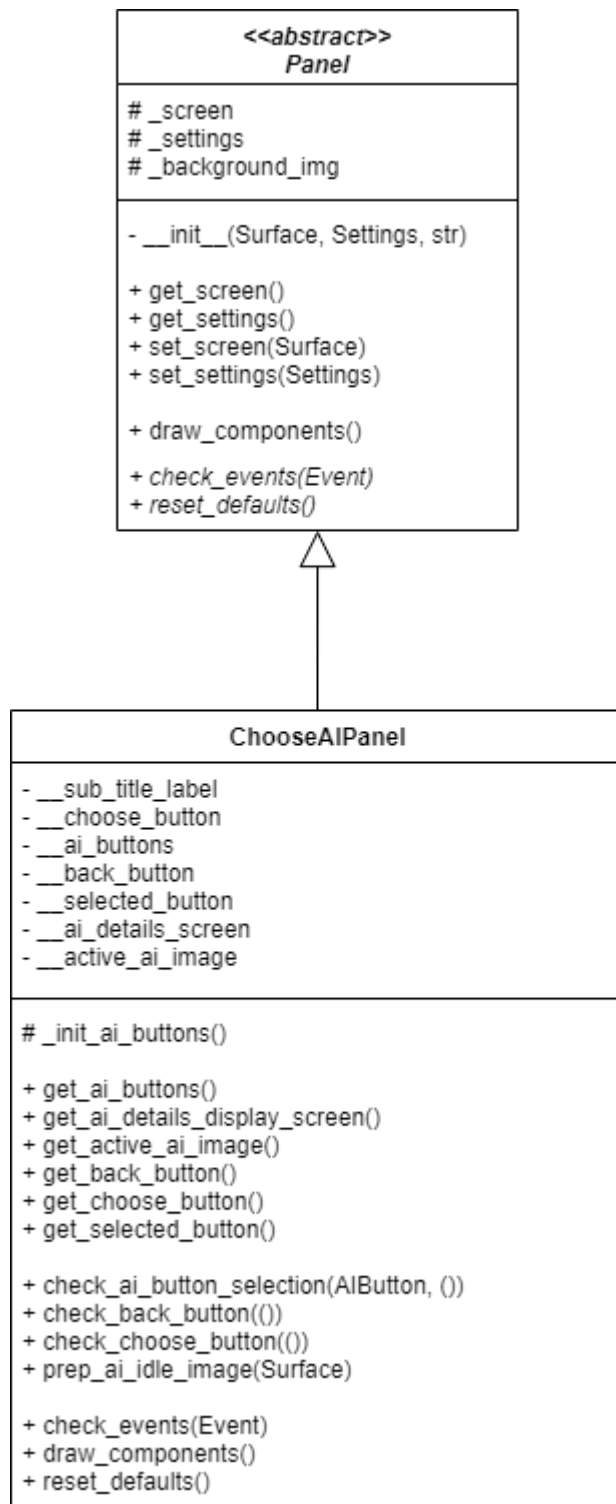 <<abstract>>
Panel
# _screen
# _settings
# _background_img
- __init__(Surface, Settings, str)
+ get_screen()
+ get_settings()
+ set_screen(Surface)
+ set_settings(Settings)
+ draw_components()
+ check_events(Event)
+ reset_defaults()
ChooseAIPanel
- __sub_title_label
- __choose_button
- __ai_buttons
- __back_button
- __selected_button
- __ai_details_screen
- __active_ai_image
# _init_ai_buttons()
+ get_ai_buttons()
+ get_ai_details_display_screen()
+ get_active_ai_image()
+ get_back_button()
+ get_choose_button()
+ get_selected_button()
+ check_ai_button_selection(AIButton, ())
+ check_back_button(())
+ check_choose_button(())
+ prep_ai_idle_image(Surface)
+ check_events(Event)
+ draw_components()
+ reset_defaults()